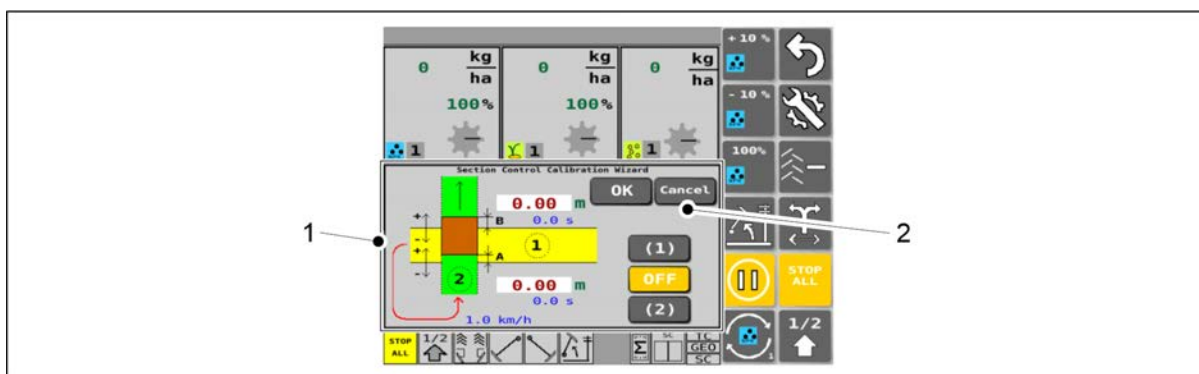 0 kg/ha 0 kg/ha 0 kg/ha
100% 100%
1 1 1
Section Control Calibration Wizard
OK Cancel
0.00 m
0.0 s
+
-
+
-
B
A
1
2
0.00 m
0.0 s
1.0 km/h
(1)
OFF
(2)
STOP ALL
1/2
Σ
SC
TC
GEO
SC
+10 %
- 10 %
100%
STOP ALL
1
1/2
1
2